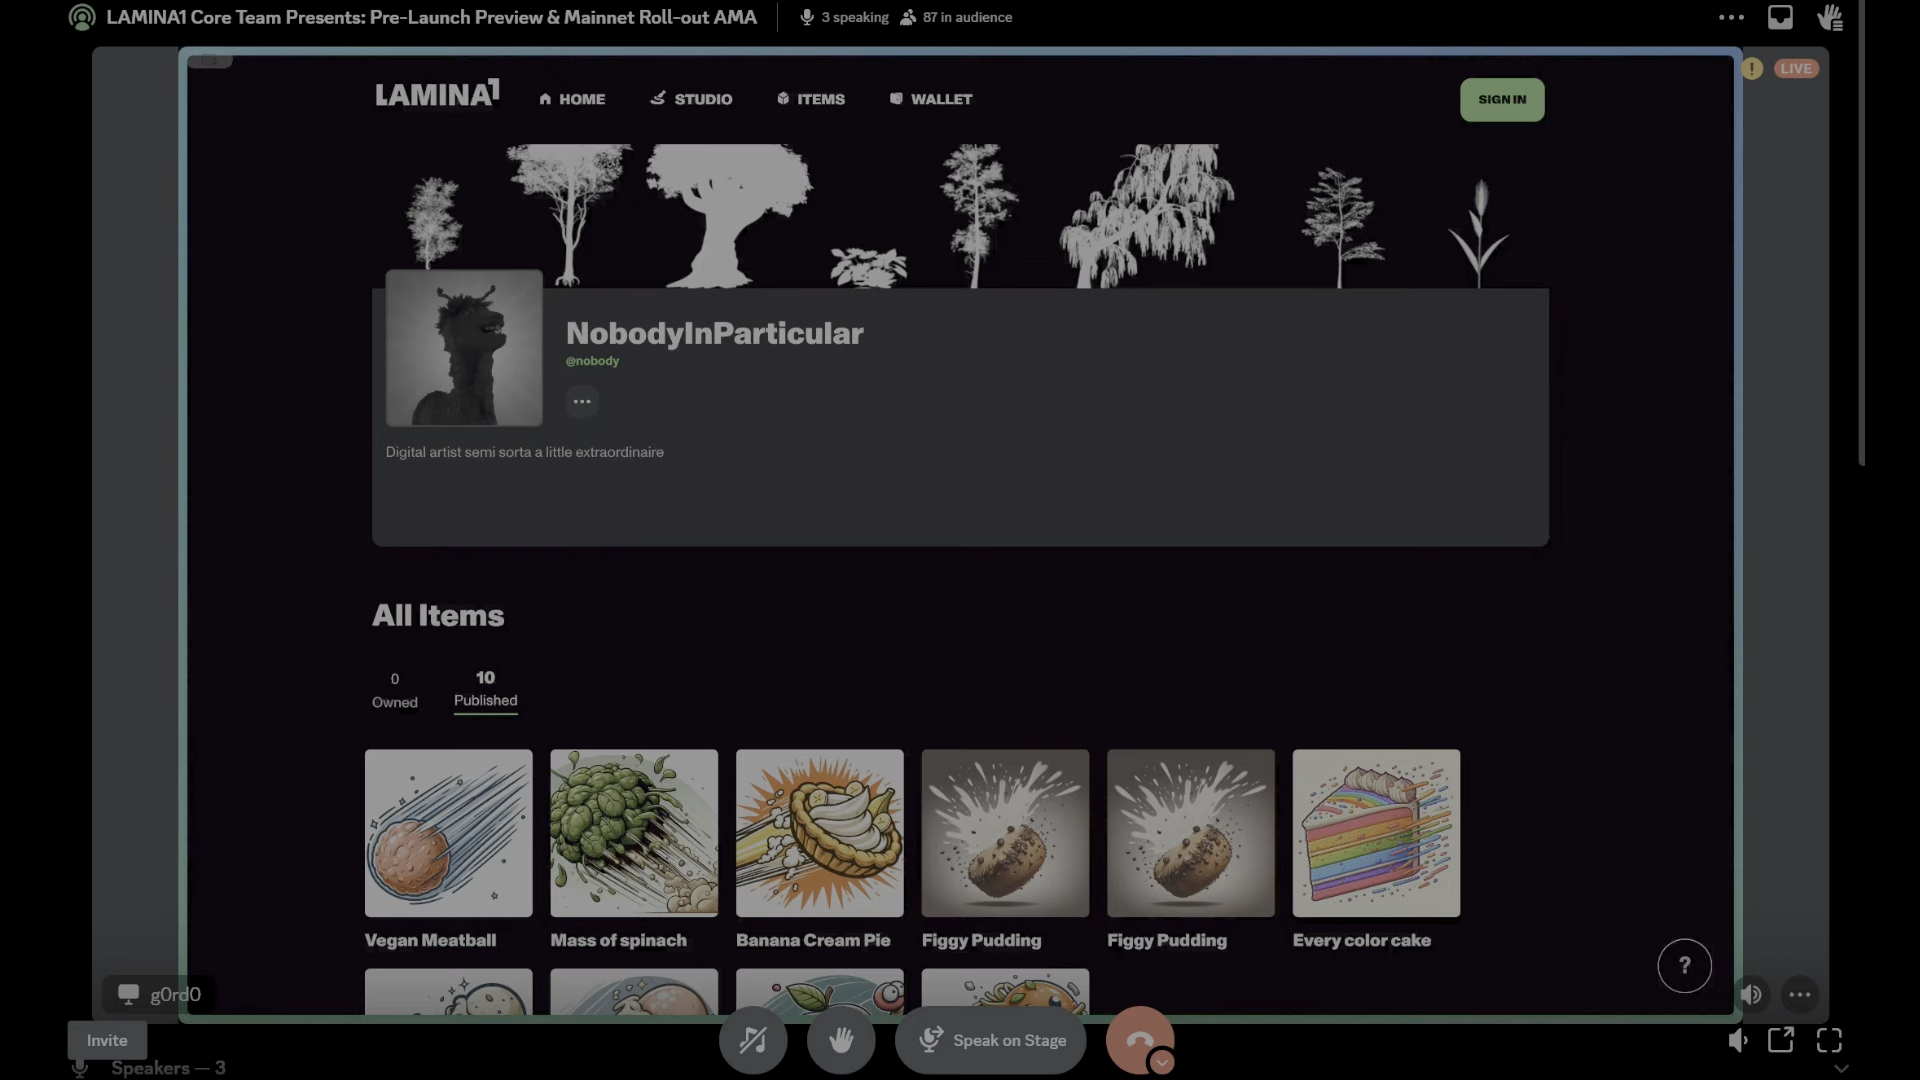 LAMINA1 Core Team Presents: Pre-Launch Preview & Mainnet Roll-out AMA
3 speaking
87 in audience
LIVE
LAMINA1
HOME
STUDIO
ITEMS
WALLET
SIGN IN
NobodyInParticular
@nobody
Digital artist semi sorta a little extraordinaire
All Items
0
Owned
10
Published
Vegan Meatball
Mass of spinach
Banana Cream Pie
Figgy Pudding
Figgy Pudding
Every color cake
?
g0rd0
Invite
Speak on Stage
Speakers — 3